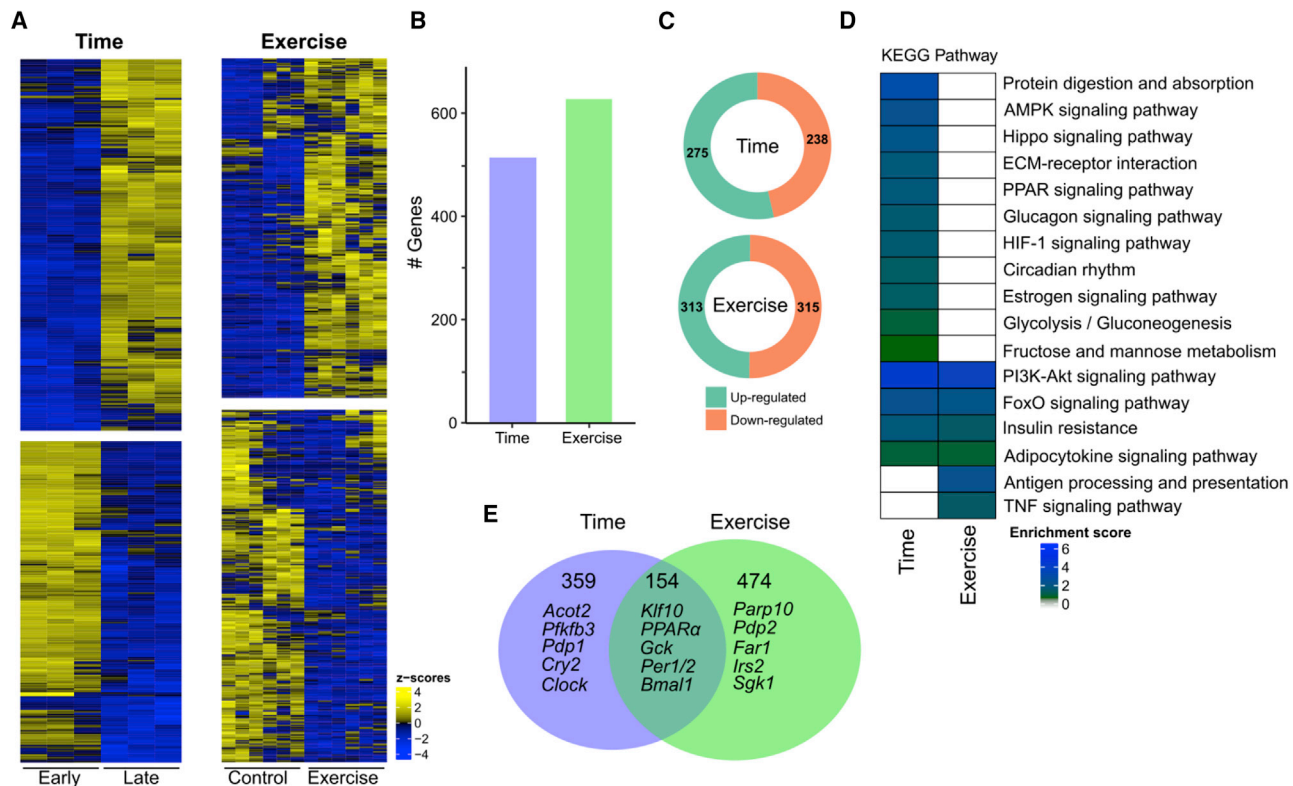 A
Time
Exercise
z-scores
4
2
0
−2
−4
Early
Late
Control
Exercise
B
# Genes
600
400
200
0
Time
Exercise
C
275
Time
238
313
Exercise
315
Up-regulated
Down-regulated
D
KEGG Pathway
Protein digestion and absorption
AMPK signaling pathway
Hippo signaling pathway
ECM-receptor interaction
PPAR signaling pathway
Glucagon signaling pathway
HIF-1 signaling pathway
Circadian rhythm
Estrogen signaling pathway
Glycolysis / Gluconeogenesis
Fructose and mannose metabolism
PI3K-Akt signaling pathway
FoxO signaling pathway
Insulin resistance
Adipocytokine signaling pathway
Antigen processing and presentation
TNF signaling pathway
Time
Exercise
Enrichment score
6
4
2
0
E
Time
Exercise
359
Acot2
Pfkfb3
Pdp1
Cry2
Clock
154
Klf10
PPARα
Gck
Per1/2
Bmal1
474
Parp10
Pdp2
Far1
Irs2
Sgk1